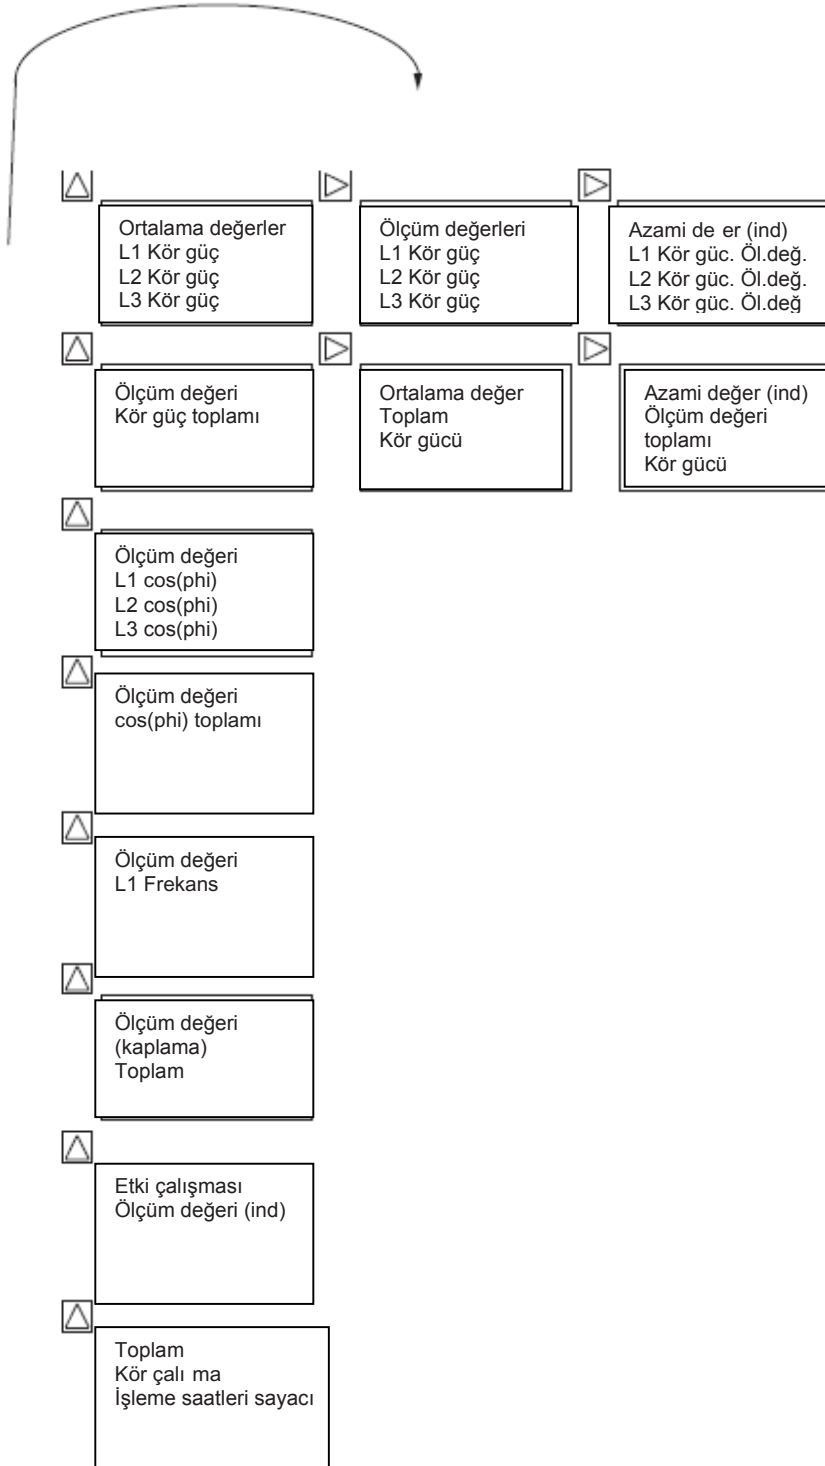 Ortalama değerler
L1 Kör güç
L2 Kör güç
L3 Kör güç
Ölçüm değerleri
L1 Kör güç
L2 Kör güç
L3 Kör güç
Azami de er (ind)
L1 Kör güc. Öl.değ.
L2 Kör güc. Öl.değ.
L3 Kör güc. Öl.değ
Ölçüm değeri
Kör güç toplamı
Ortalama değer
Toplam
Kör gücü
Azami değer (ind)
Ölçüm değeri
toplamı
Kör gücü
Ölçüm değeri
L1 cos(phi)
L2 cos(phi)
L3 cos(phi)
Ölçüm değeri
cos(phi) toplamı
Ölçüm değeri
L1 Frekans
Ölçüm değeri
(kaplama)
Toplam
Etki çalışması
Ölçüm değeri (ind)
Toplam
Kör çalı ma
İşleme saatleri sayacı